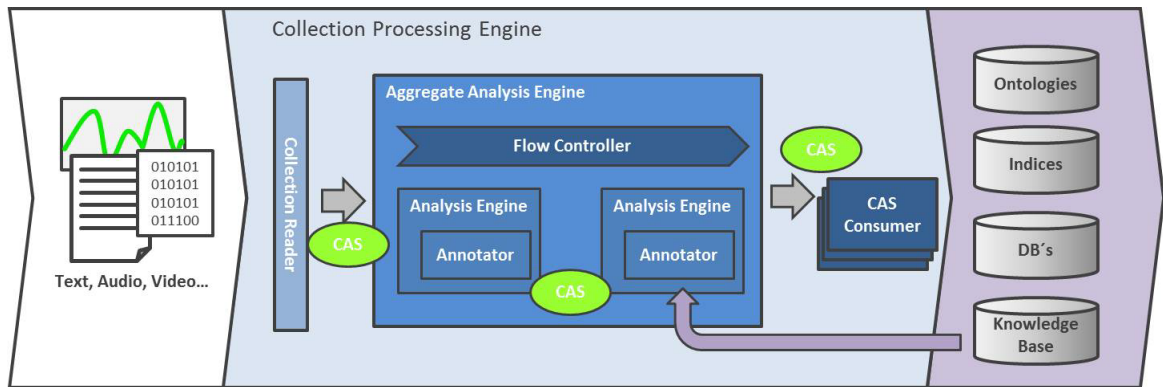 Collection Processing Engine
010101
010101
010101
011100
Text, Audio, Video...
Collection Reader
CAS
Aggregate Analysis Engine
Flow Controller
Analysis Engine
Annotator
CAS
Analysis Engine
Annotator
CAS
CAS
Consumer
Ontologies
Indices
DB´s
Knowledge
Base